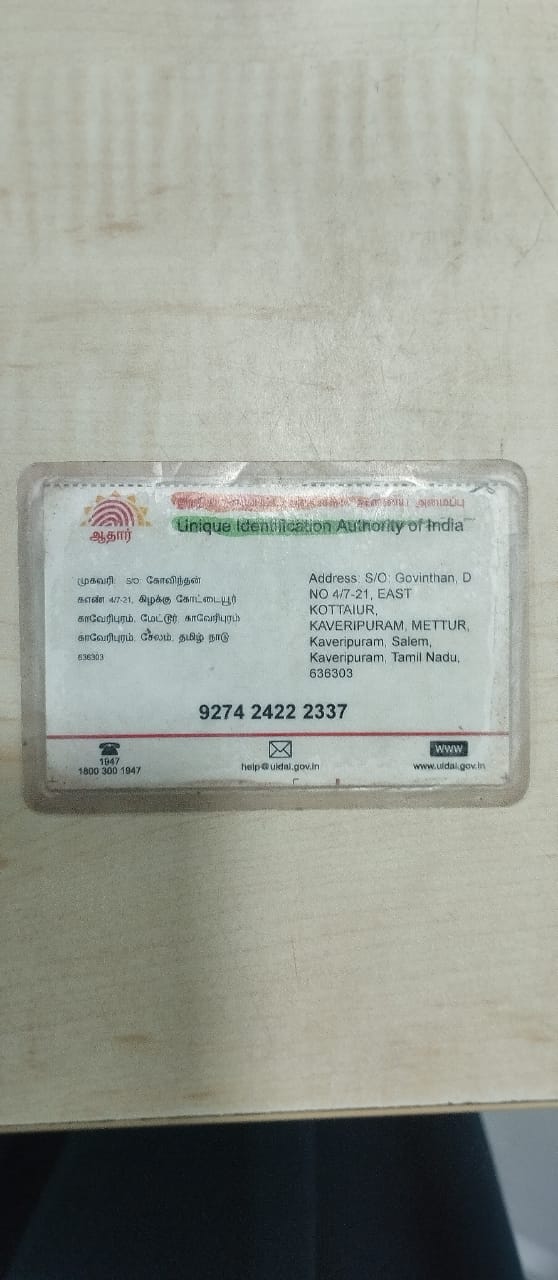 ஆதார்
Unique Identification Authority of India
முகவரி: S/O: கோவிந்தன்
கஎண் 4/7-21, கிழக்கு கோட்டையூர்
காவேரிபுரம், மேட்டூர், காவேரிபுரம்
காவேரிபுரம், சேலம், தமிழ் நாடு
636303
Address: S/O: Govinthan, D
NO 4/7-21, EAST
KOTTAIUR,
KAVERIPURAM, METTUR,
Kaveripuram, Salem,
Kaveripuram, Tamil Nadu,
636303
9274 2422 2337
1947
1800 300 1947
help@uidai.gov.in
WWW
www.uidai.gov.in